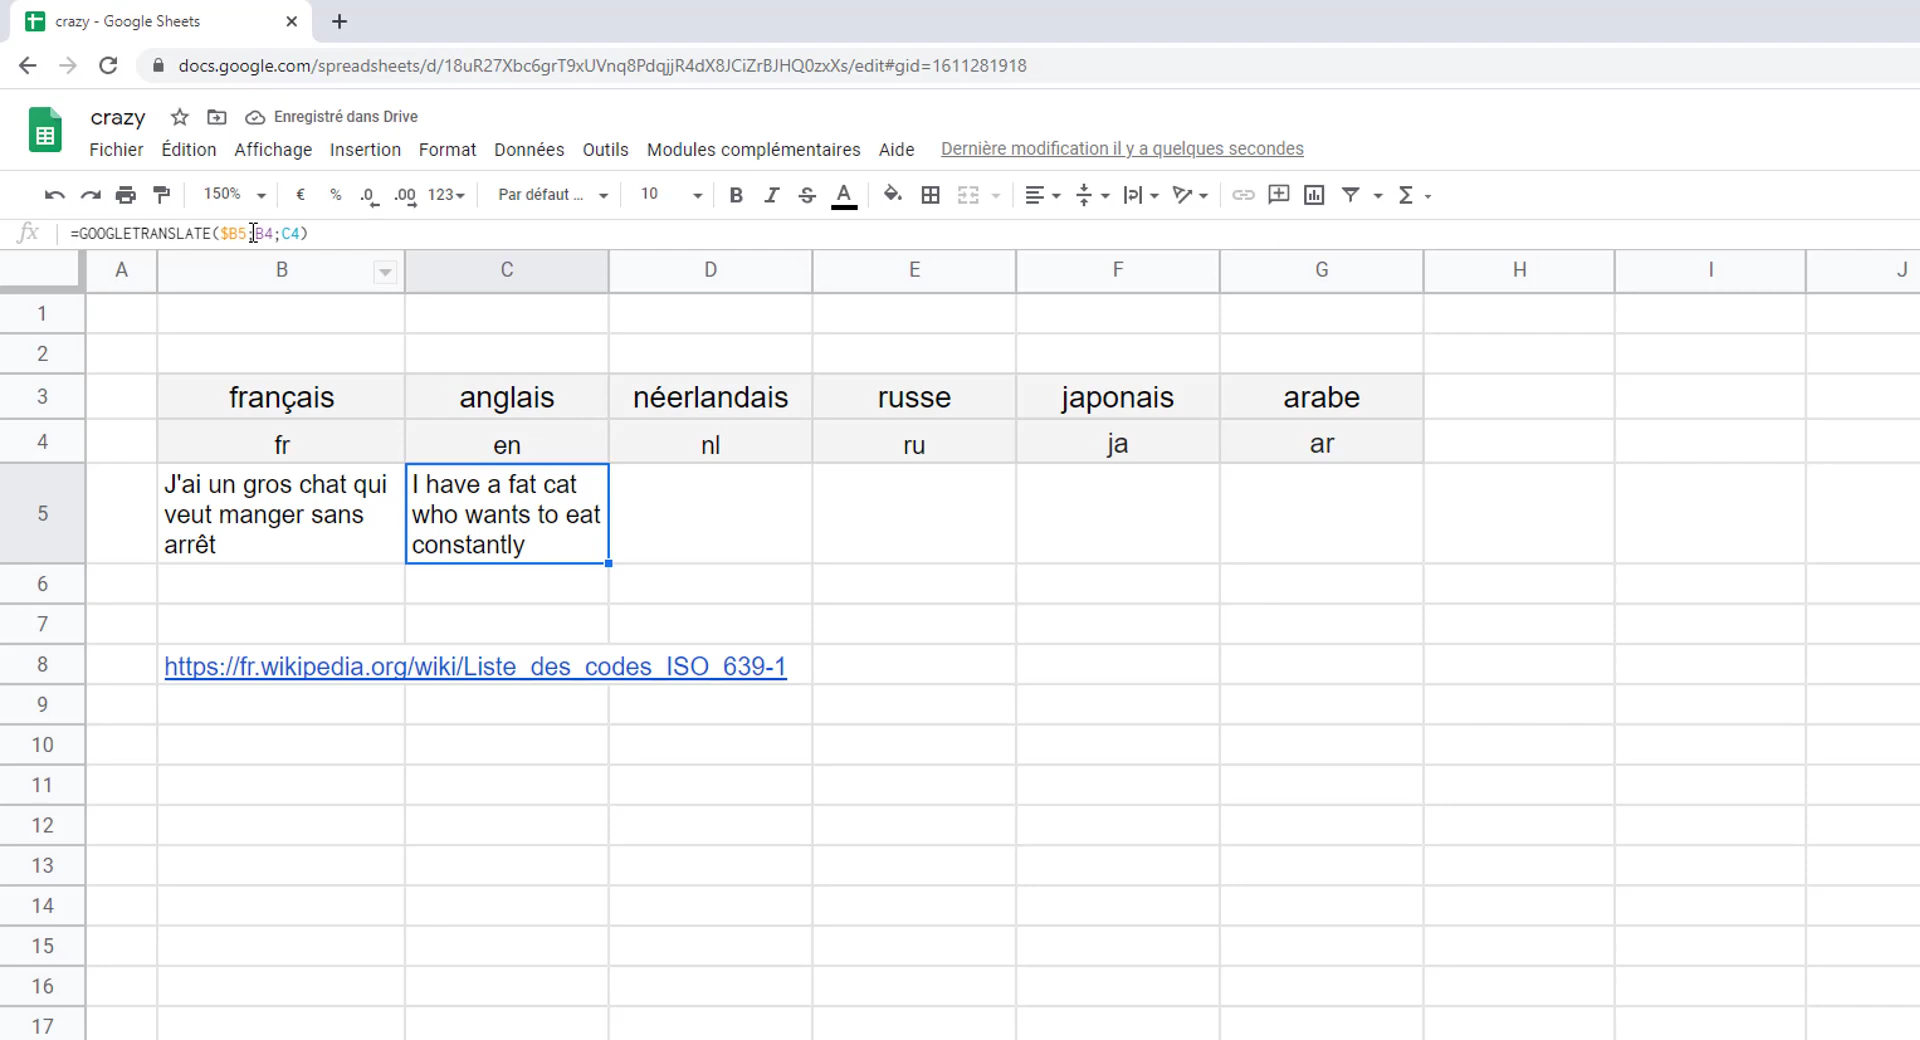 crazy - Google Sheets
docs.google.com/spreadsheets/d/18uR27Xbc6grT9xUVnq8PdqjjR4dX8JCiZrBJHQ0zxXs/edit#gid=1611281918
crazy Enregistré dans Drive
Fichier Édition Affichage Insertion Format Données Outils Modules complémentaires Aide Dernière modification il y a quelques secondes
150% € % .0 .00 123 Par défaut ... 10 B I S A Σ
fx =GOOGLETRANSLATE($B5;B4;C4)
A B C D E F G H I J
1
2
3 français anglais néerlandais russe japonais arabe
4 fr en nl ru ja ar
5
J'ai un gros chat qui
veut manger sans
arrêt
I have a fat cat
who wants to eat
constantly
6
7
8 https://fr.wikipedia.org/wiki/Liste_des_codes_ISO_639-1
9
10
11
12
13
14
15
16
17